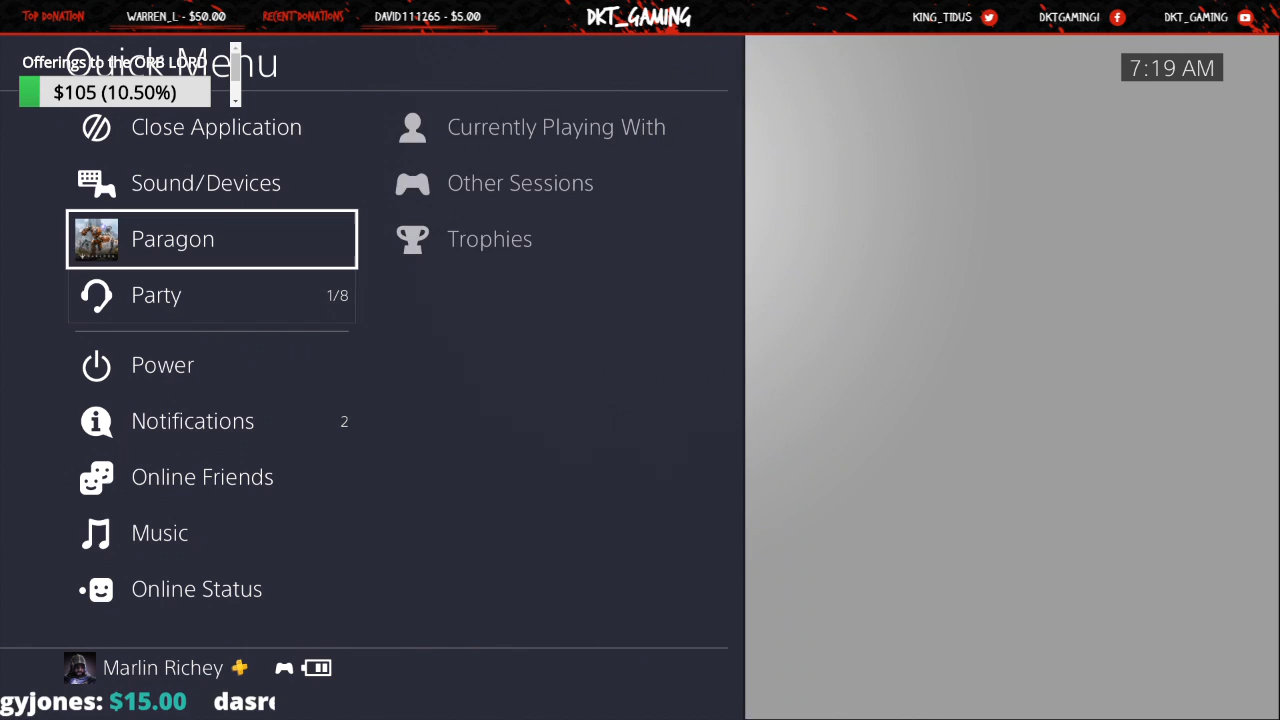 TOP DONATION WARREN_L - $50.00 RECENT DONATIONS DAVID111265 - $5.00 DKT_GAMING KING_TIDUS DKTGAMING1 DKT_GAMING
Quick Menu
Offerings to the ORB LORD
$105 (10.50%)
7:19 AM
Close Application
Sound/Devices
Paragon
Party 1/8
Power
Notifications 2
Online Friends
Music
Online Status
Currently Playing With
Other Sessions
Trophies
Marlin Richey
gyjones: $15.00